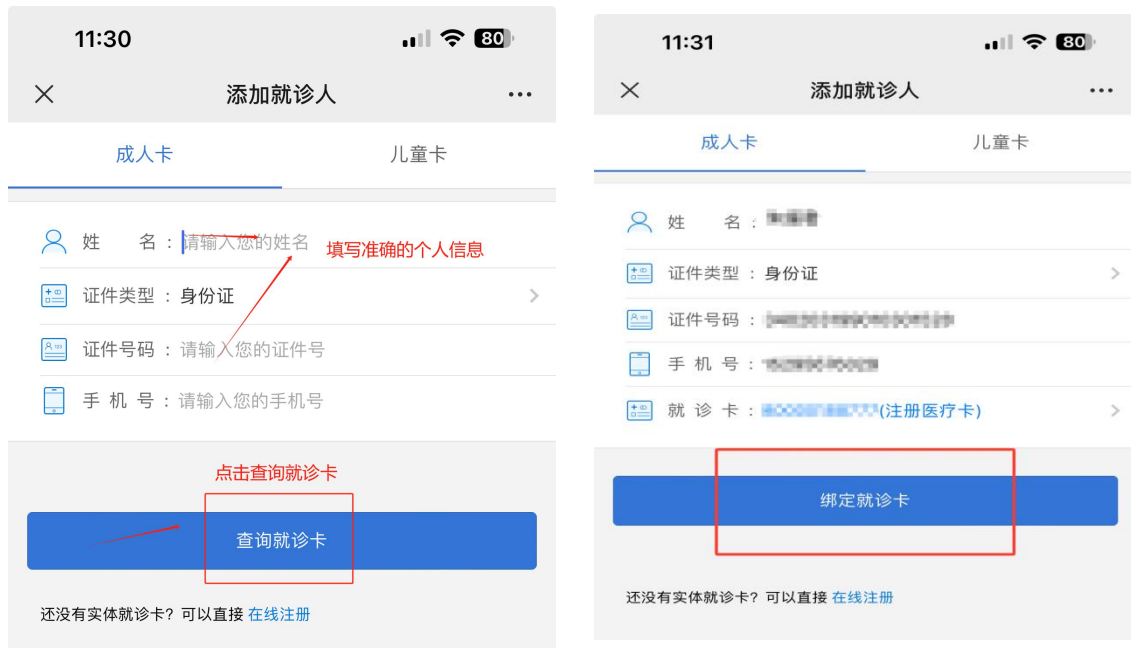 11:30
80
添加就诊人
成人卡
儿童卡
姓 名 : 请输入您的姓名
填写准确的个人信息
证件类型 : 身份证
证件号码 : 请输入您的证件号
手 机 号 : 请输入您的手机号
点击查询就诊卡
查询就诊卡
还没有实体就诊卡? 可以直接 在线注册
11:31
80
添加就诊人
成人卡
儿童卡
姓 名 :
证件类型 : 身份证
证件号码 :
手 机 号 :
就 诊 卡 : (注册医疗卡)
绑定就诊卡
还没有实体就诊卡? 可以直接 在线注册